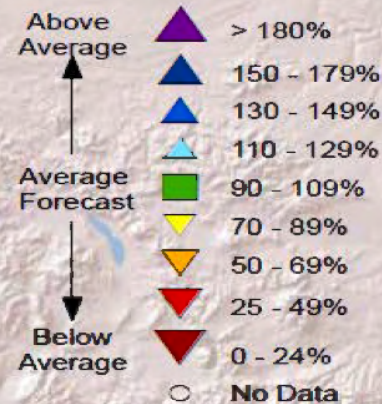 Above
Average
> 180%
150 - 179%
130 - 149%
110 - 129%
Average
Forecast
90 - 109%
70 - 89%
50 - 69%
25 - 49%
Below
Average
0 - 24%
No Data